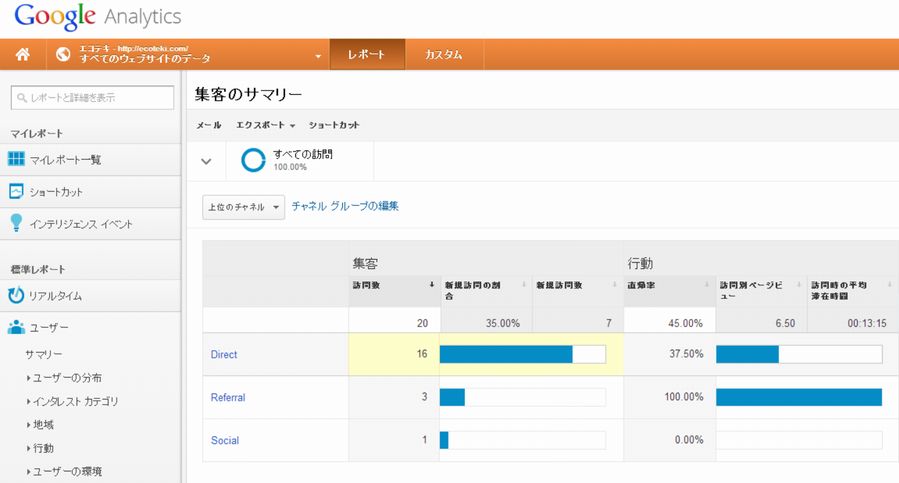 Google Analytics
エコテキ - http://ecoteki.com/
すべてのウェブサイトのデータ
レポート
カスタム
レポートと詳細を表示
マイレポート
マイレポート一覧
ショートカット
インテリジェンス イベント
標準レポート
リアルタイム
ユーザー
サマリー
ユーザーの分布
インタレスト カテゴリ
地域
行動
ユーザーの環境
集客のサマリー
メール エクスポート ショートカット
すべての訪問
100.00%
上位のチャネル チャネル グループの編集
集客 行動
訪問数 新規訪問の割合 新規訪問数 直帰率 訪問別ページビュー 訪問時の平均滞在時間
20 35.00% 7 45.00% 6.50 00:13:15
Direct 16 37.50%
Referral 3 100.00%
Social 1 0.00%